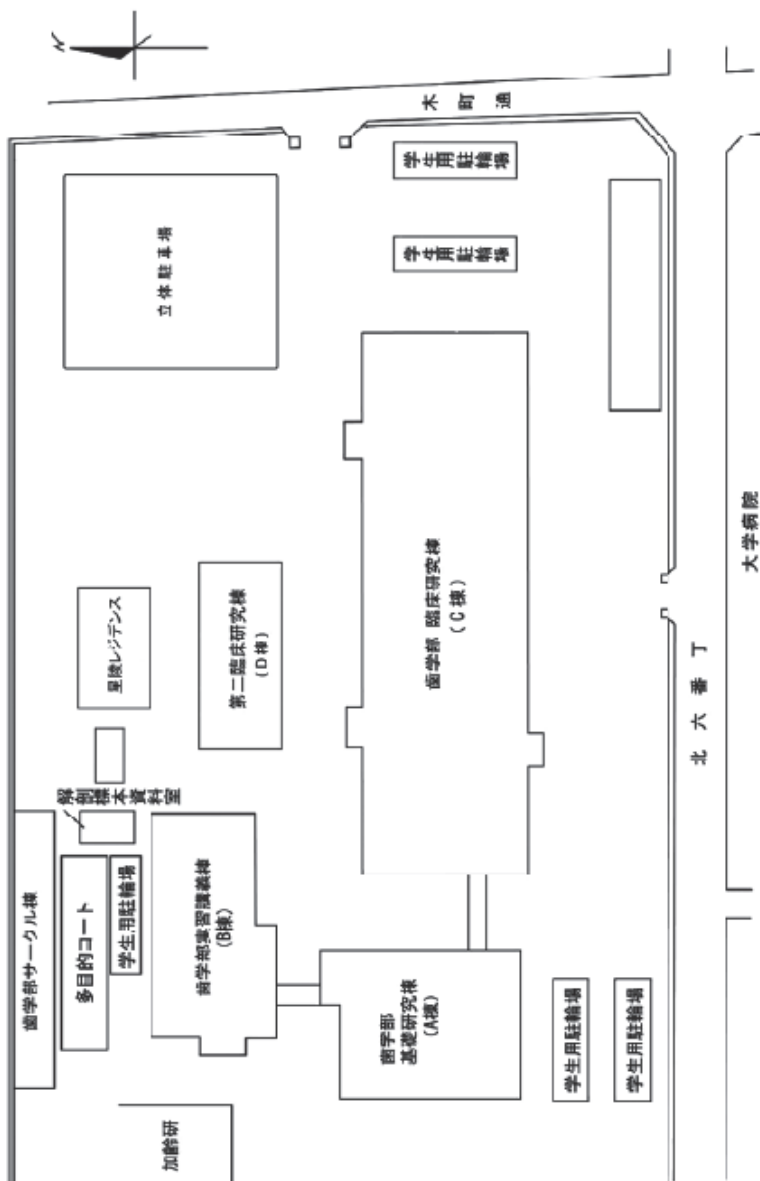 N
木町通
学生用駐輪場
学生用駐輪場
立体駐車場
歯学部 臨床研究棟
(C棟)
大学病院
北六番丁
星陵レジデンス
第二臨床研究棟
(D棟)
解剖標本資料室
歯学部サークル棟
多目的コート
学生用駐輪場
歯学部実習講義棟
(B棟)
歯学部
基礎研究棟
(A棟)
学生用駐輪場
学生用駐輪場
加齢研